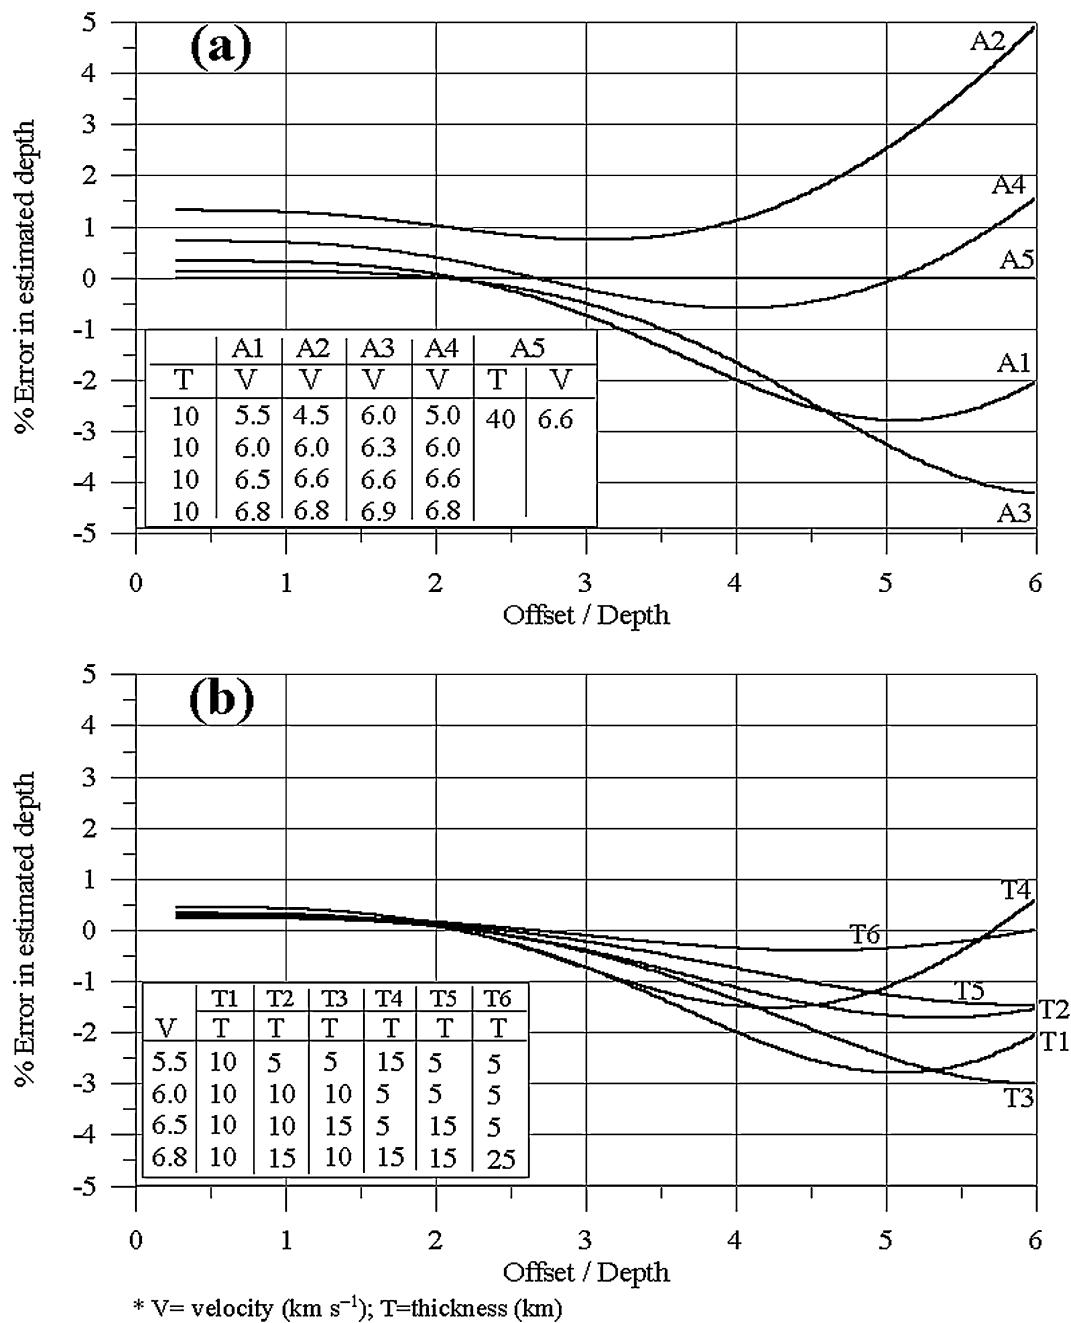 (a)
5
4
3
2
1
0
-1
-2
-3
-4
-5
% Error in estimated depth
A2
A4
A5
A1
A3
A1 A2 A3 A4 A5
T V V V V T V
10 5.5 4.5 6.0 5.0 40 6.6
10 6.0 6.0 6.3 6.0
10 6.5 6.6 6.6 6.6
10 6.8 6.8 6.9 6.8
0 1 2 3 4 5 6
Offset / Depth
(b)
5
4
3
2
1
0
-1
-2
-3
-4
-5
% Error in estimated depth
T4
T6
T5
T2
T1
T3
T1 T2 T3 T4 T5 T6
V T T T T T T
5.5 10 5 5 15 5 5
6.0 10 10 10 5 5 5
6.5 10 10 15 5 15 5
6.8 10 15 10 15 15 25
0 1 2 3 4 5 6
Offset / Depth
* V= velocity (km s⁻¹); T=thickness (km)